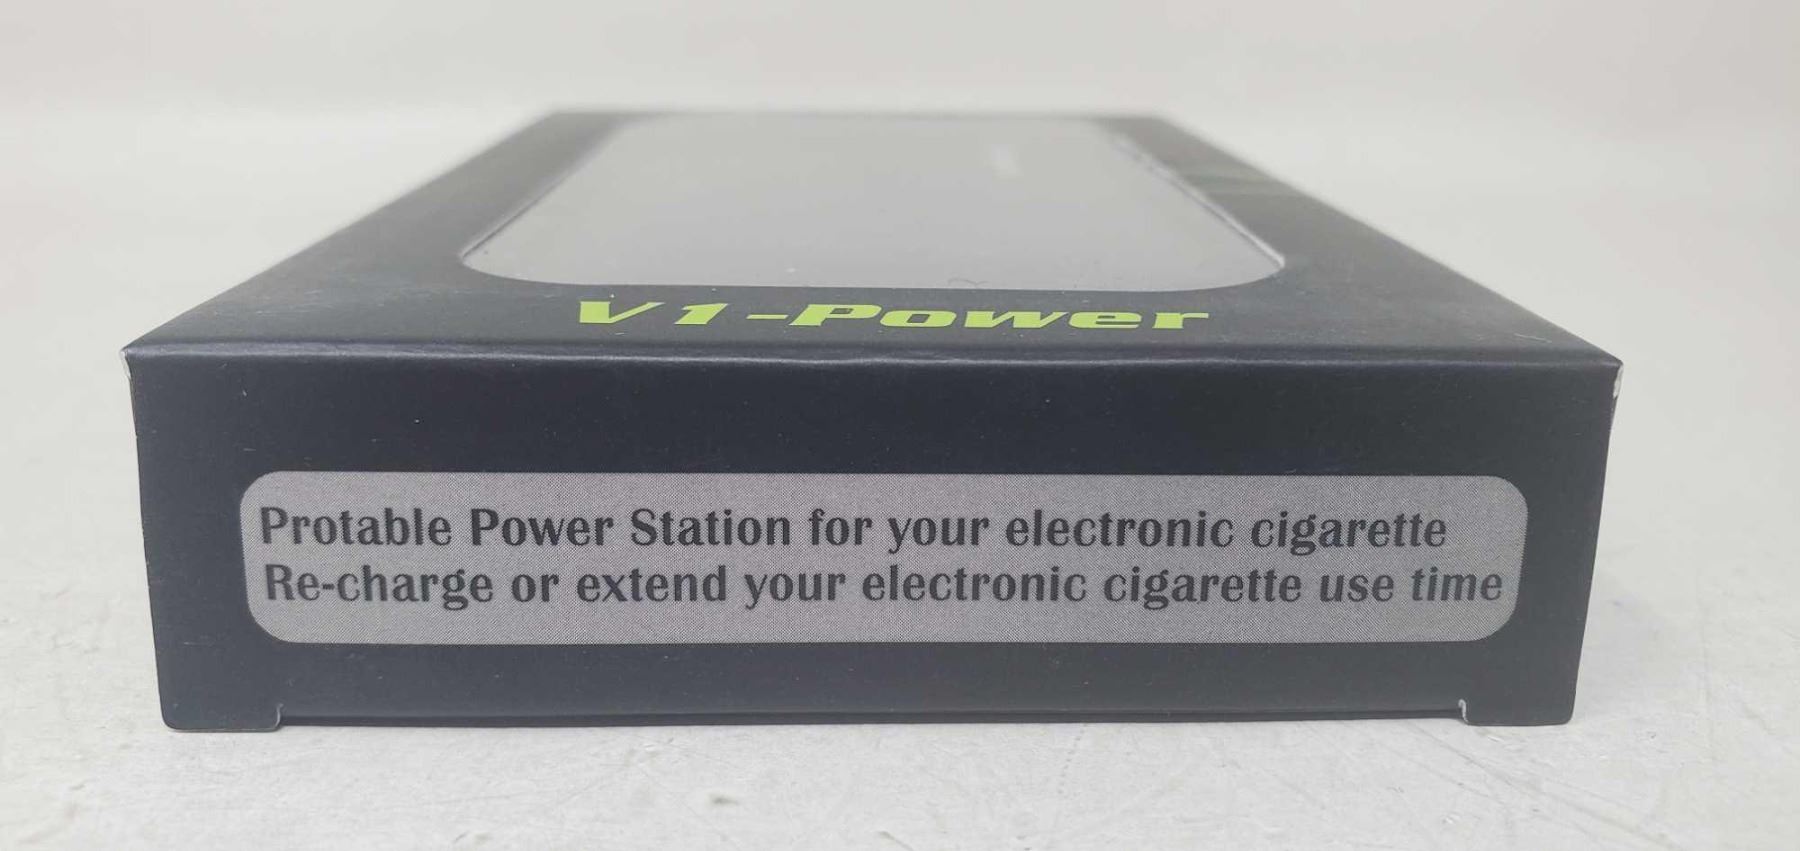 V1-Power
Protable Power Station for your electronic cigarette
Re-charge or extend your electronic cigarette use time